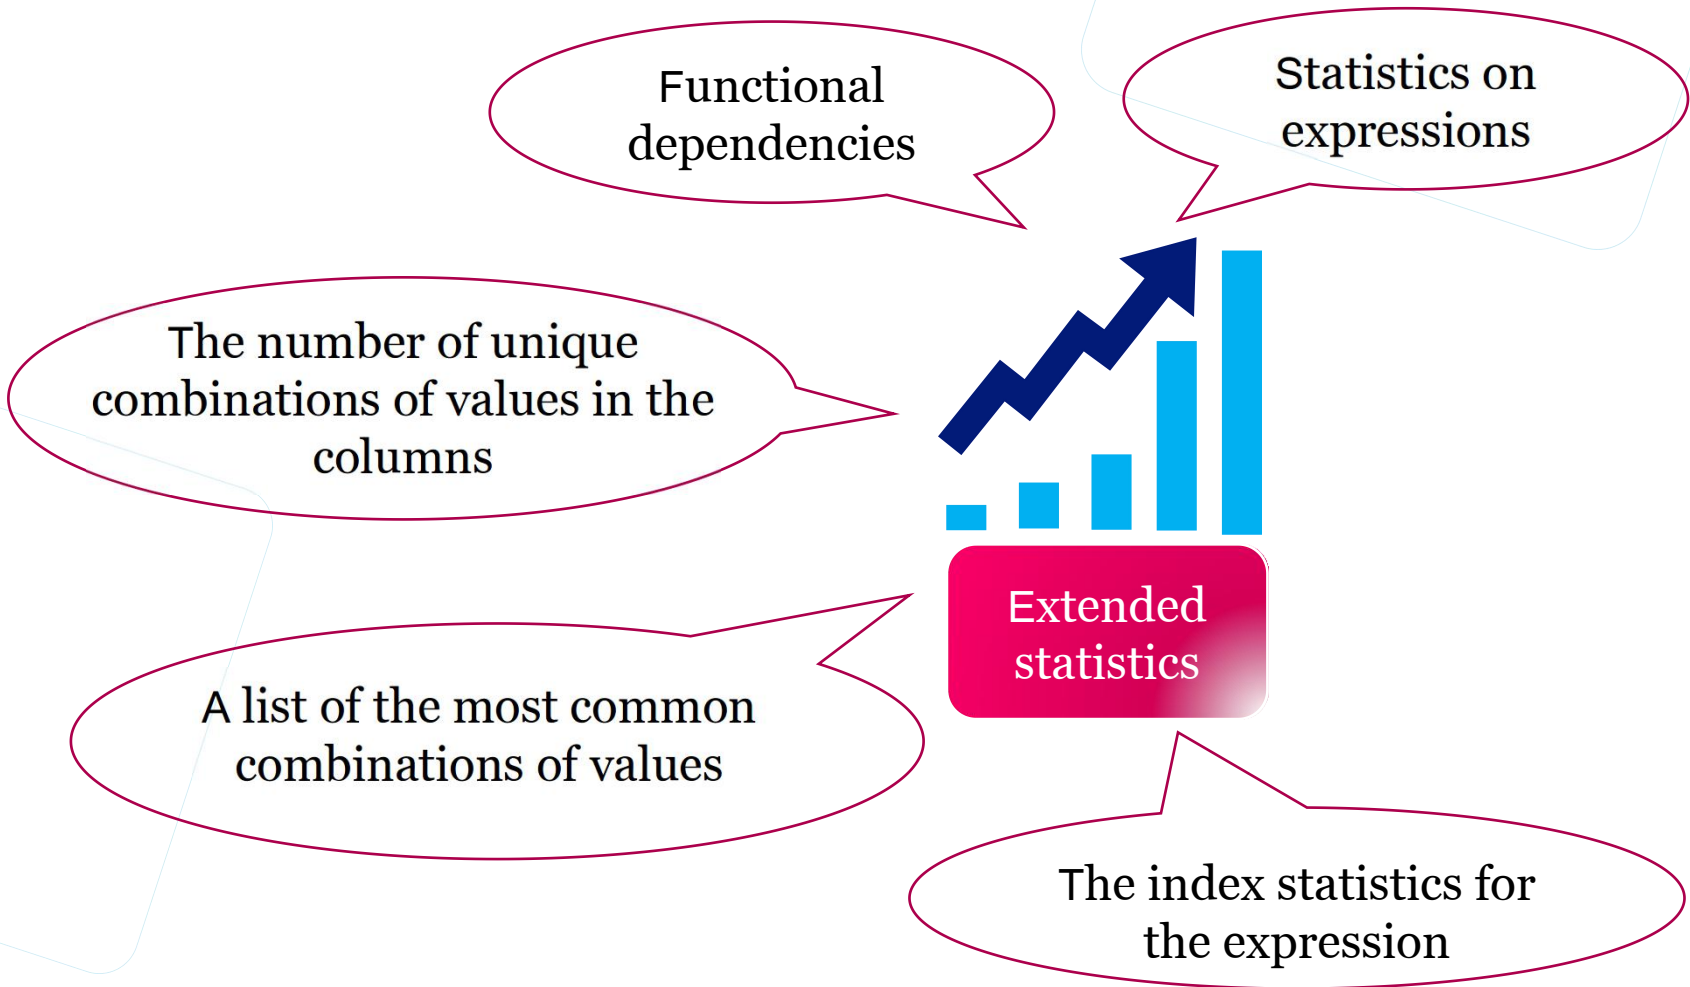 Functional
dependencies
Statistics on
expressions
The number of unique
combinations of values in the
columns
Extended
statistics
A list of the most common
combinations of values
The index statistics for
the expression